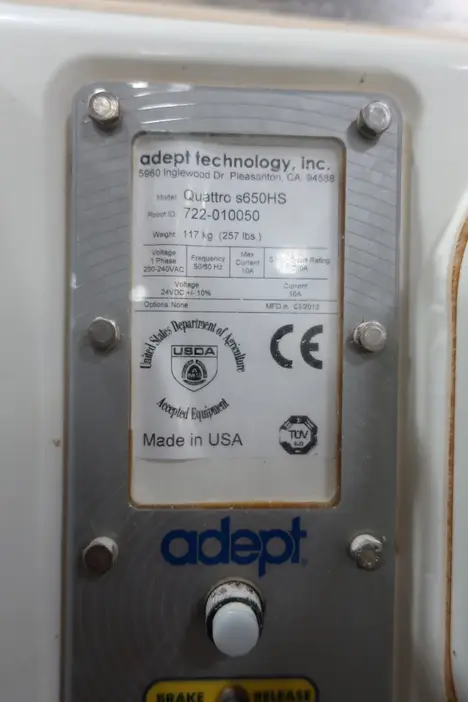 adept technology, inc.
5960 Inglewood Dr. Pleasanton, CA. 94588
Model: Quattro s650HS
Robot ID: 722-010050
Weight: 117 kg. (257 lbs.)
Voltage 1 Phase 200-240VAC
Frequency 50/60 Hz
Max Current 10A
Rating
Voltage 24VDC +/- 10%
Current 10A
Options: None
MFD in
United States Department of Agriculture
USDA
Accepted Equipment
CE
Made in USA
TUV
adept
BRAKE RELEASE